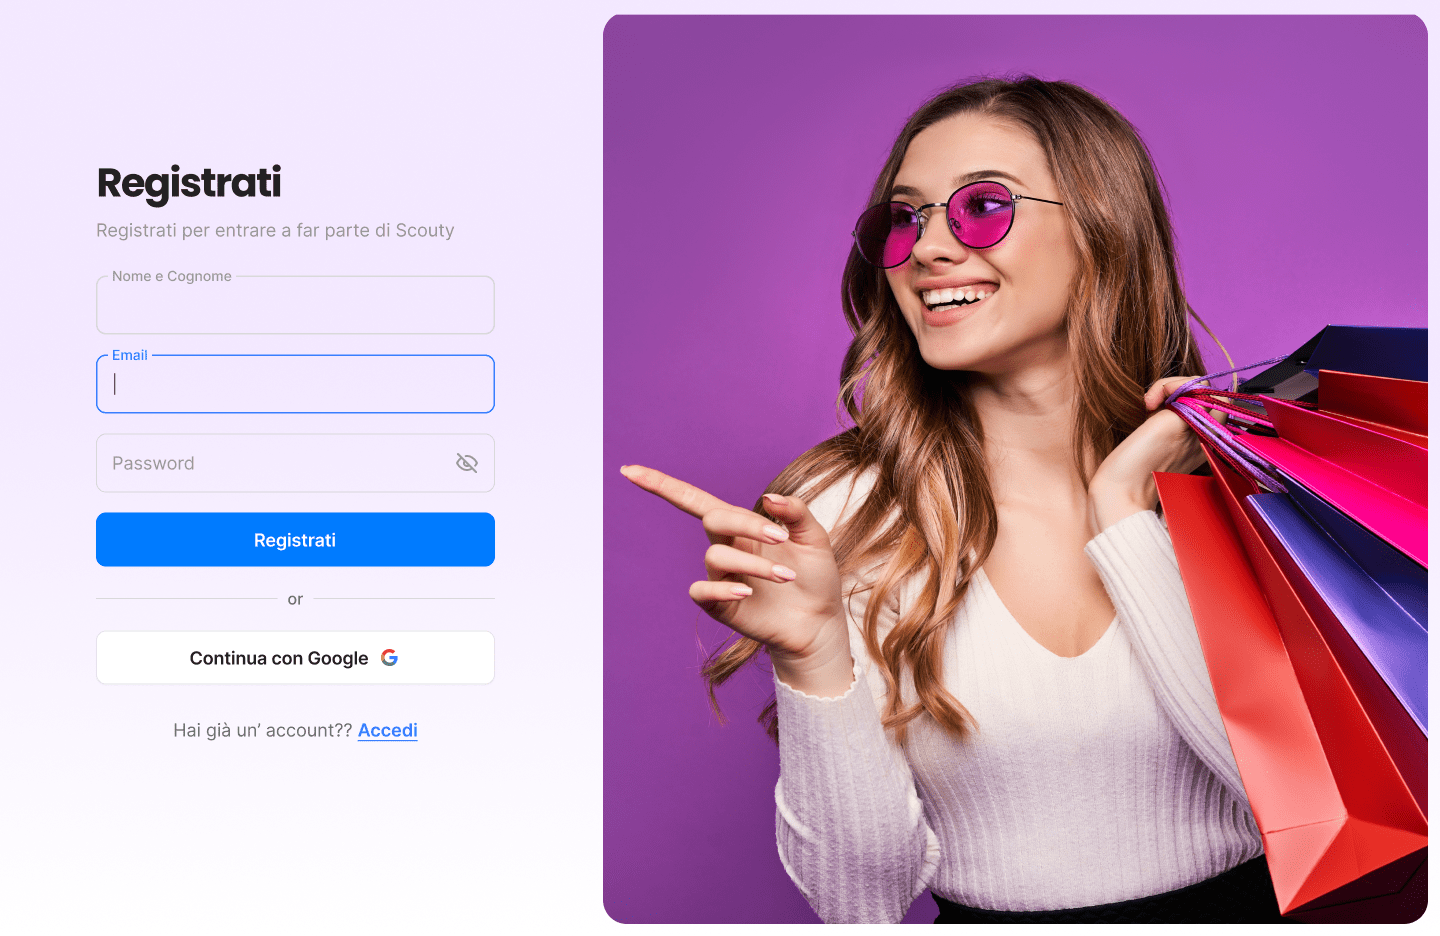 Registrati
Registrati per entrare a far parte di Scouty
Nome e Cognome
Email
Password
Registrati
or
Continua con Google
Hai già un’ account?? Accedi